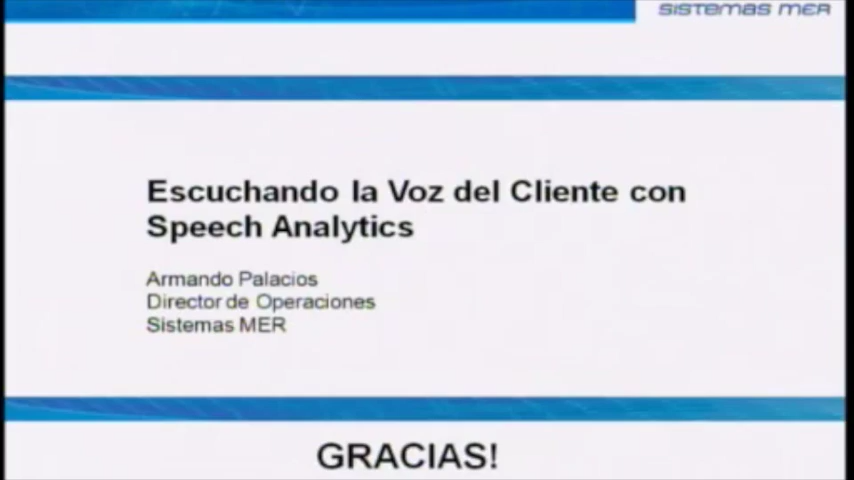 SISTEMAS MER
Escuchando la Voz del Cliente con
Speech Analytics
Armando Palacios
Director de Operaciones
Sistemas MER
GRACIAS!